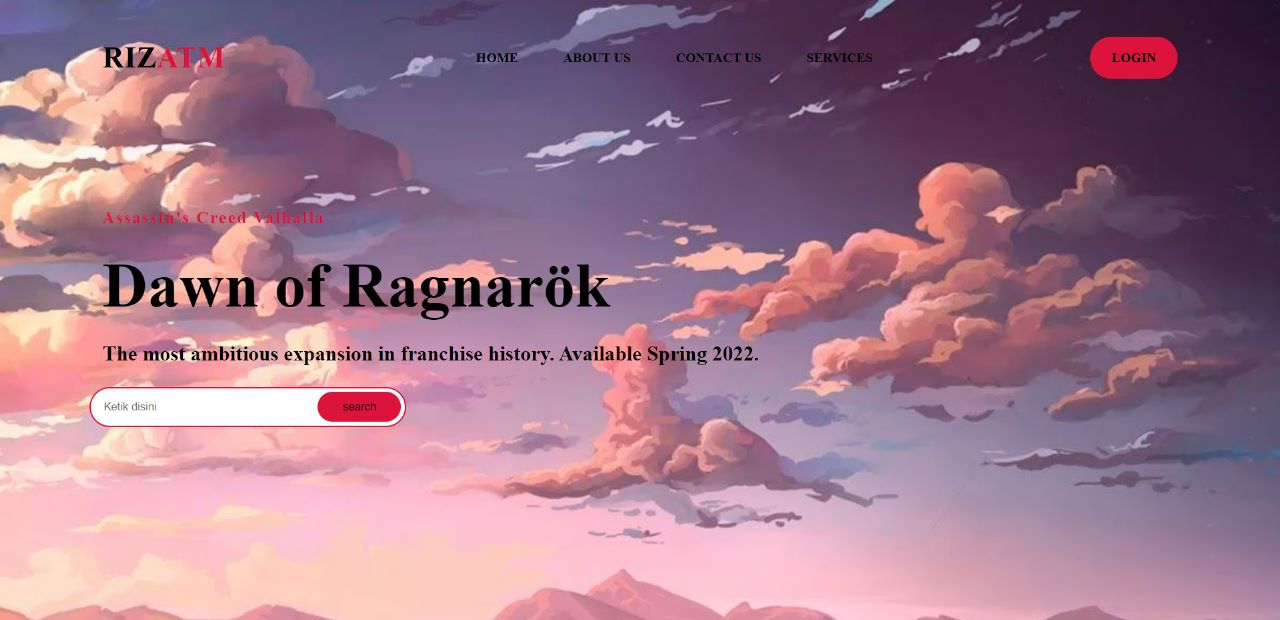 RIZATM
HOME ABOUT US CONTACT US SERVICES
LOGIN
Assassin's Creed Valhalla
Dawn of Ragnarök
The most ambitious expansion in franchise history. Available Spring 2022.
Ketik disini
search